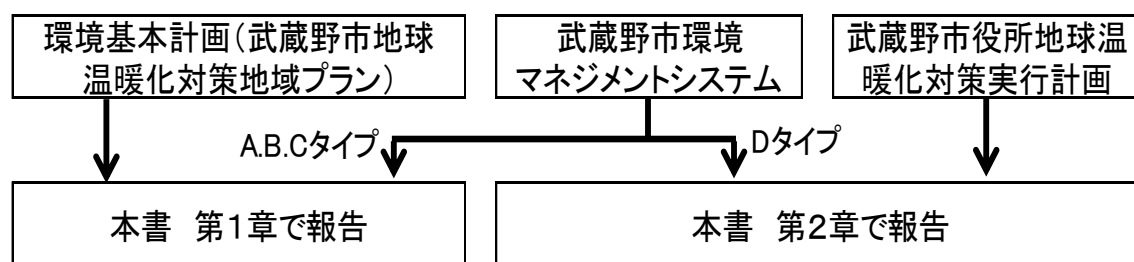 環境基本計画(武蔵野市地球
温暖化対策地域プラン)
武蔵野市環境
マネジメントシステム
武蔵野市役所地球温
暖化対策実行計画
A.B.Cタイプ
Dタイプ
本書 第1章で報告
本書 第2章で報告